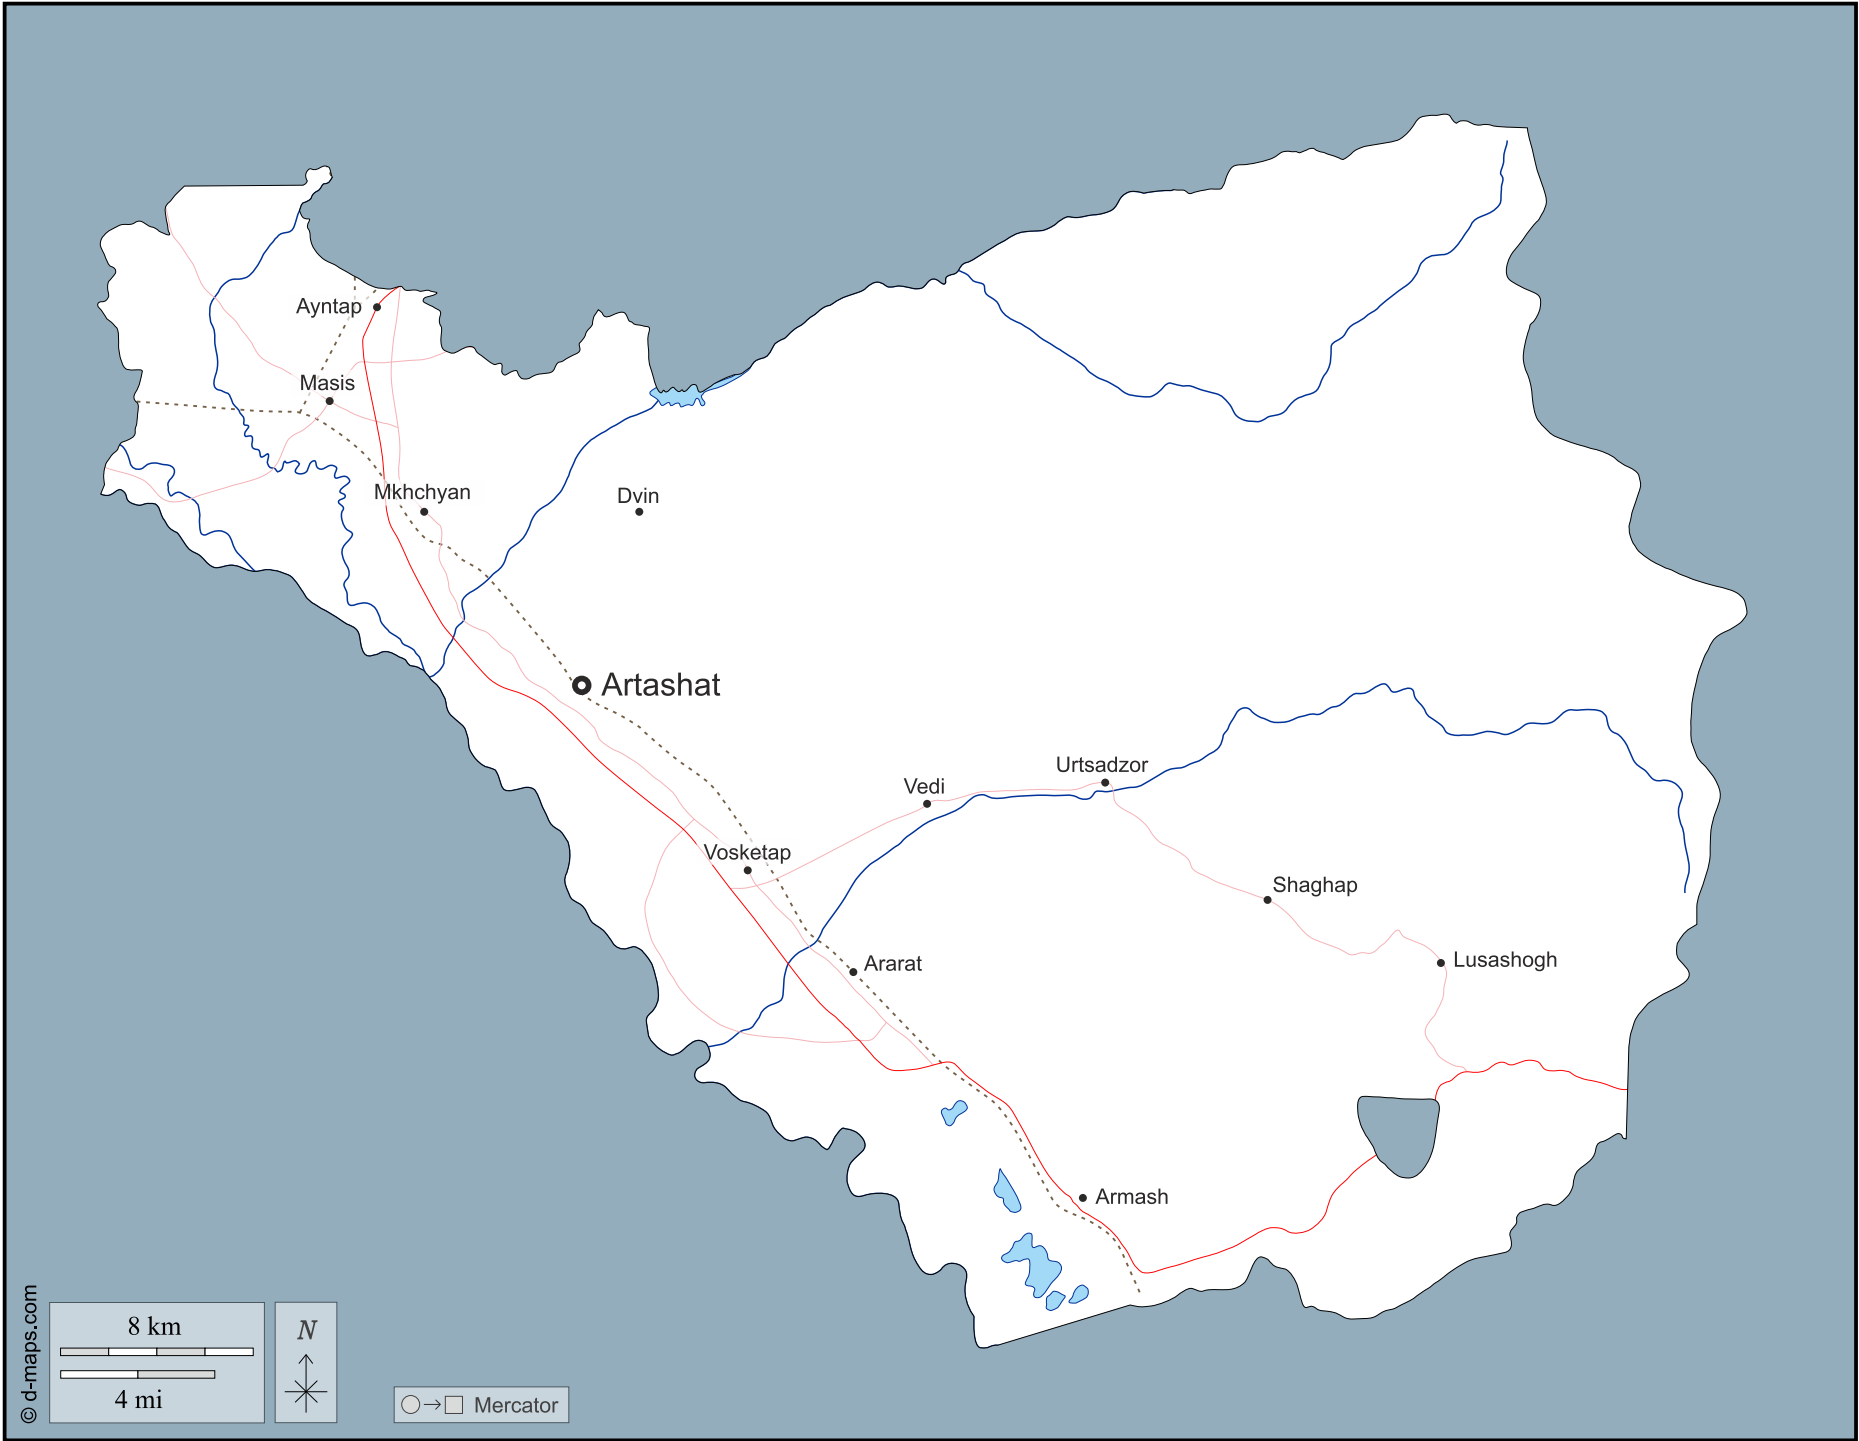 Ayntap
Masis
Mkhchyan
Dvin
Artashat
Urtsadzor
Vedi
Vosketap
Shaghap
Ararat
Lusashogh
Armash
© d-maps.com
8 km
4 mi
N
Mercator